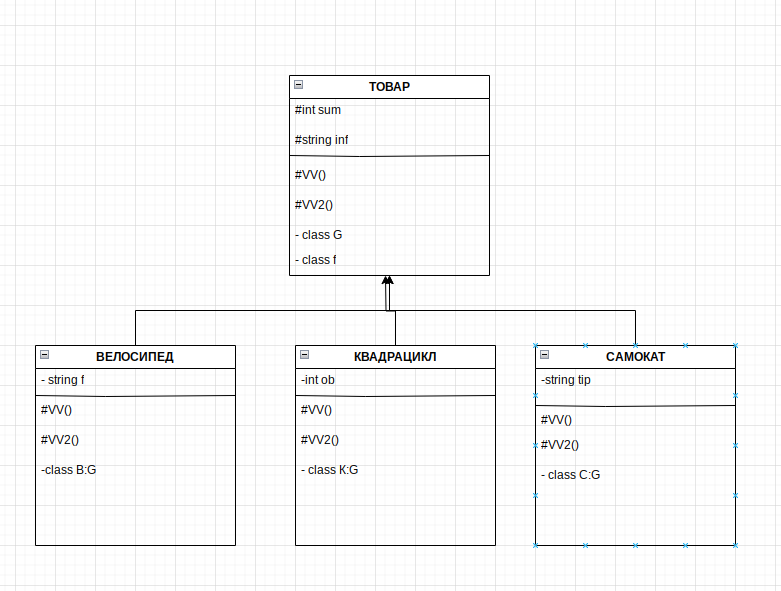 ТОВАР
#int sum
#string inf
#VV()
#VV2()
- class G
- class f
ВЕЛОСИПЕД
- string f
#VV()
#VV2()
-class B:G
КВАДРАЦИКЛ
-int ob
#VV()
#VV2()
- class K:G
САМОКАТ
-string tip
#VV()
#VV2()
- class C:G